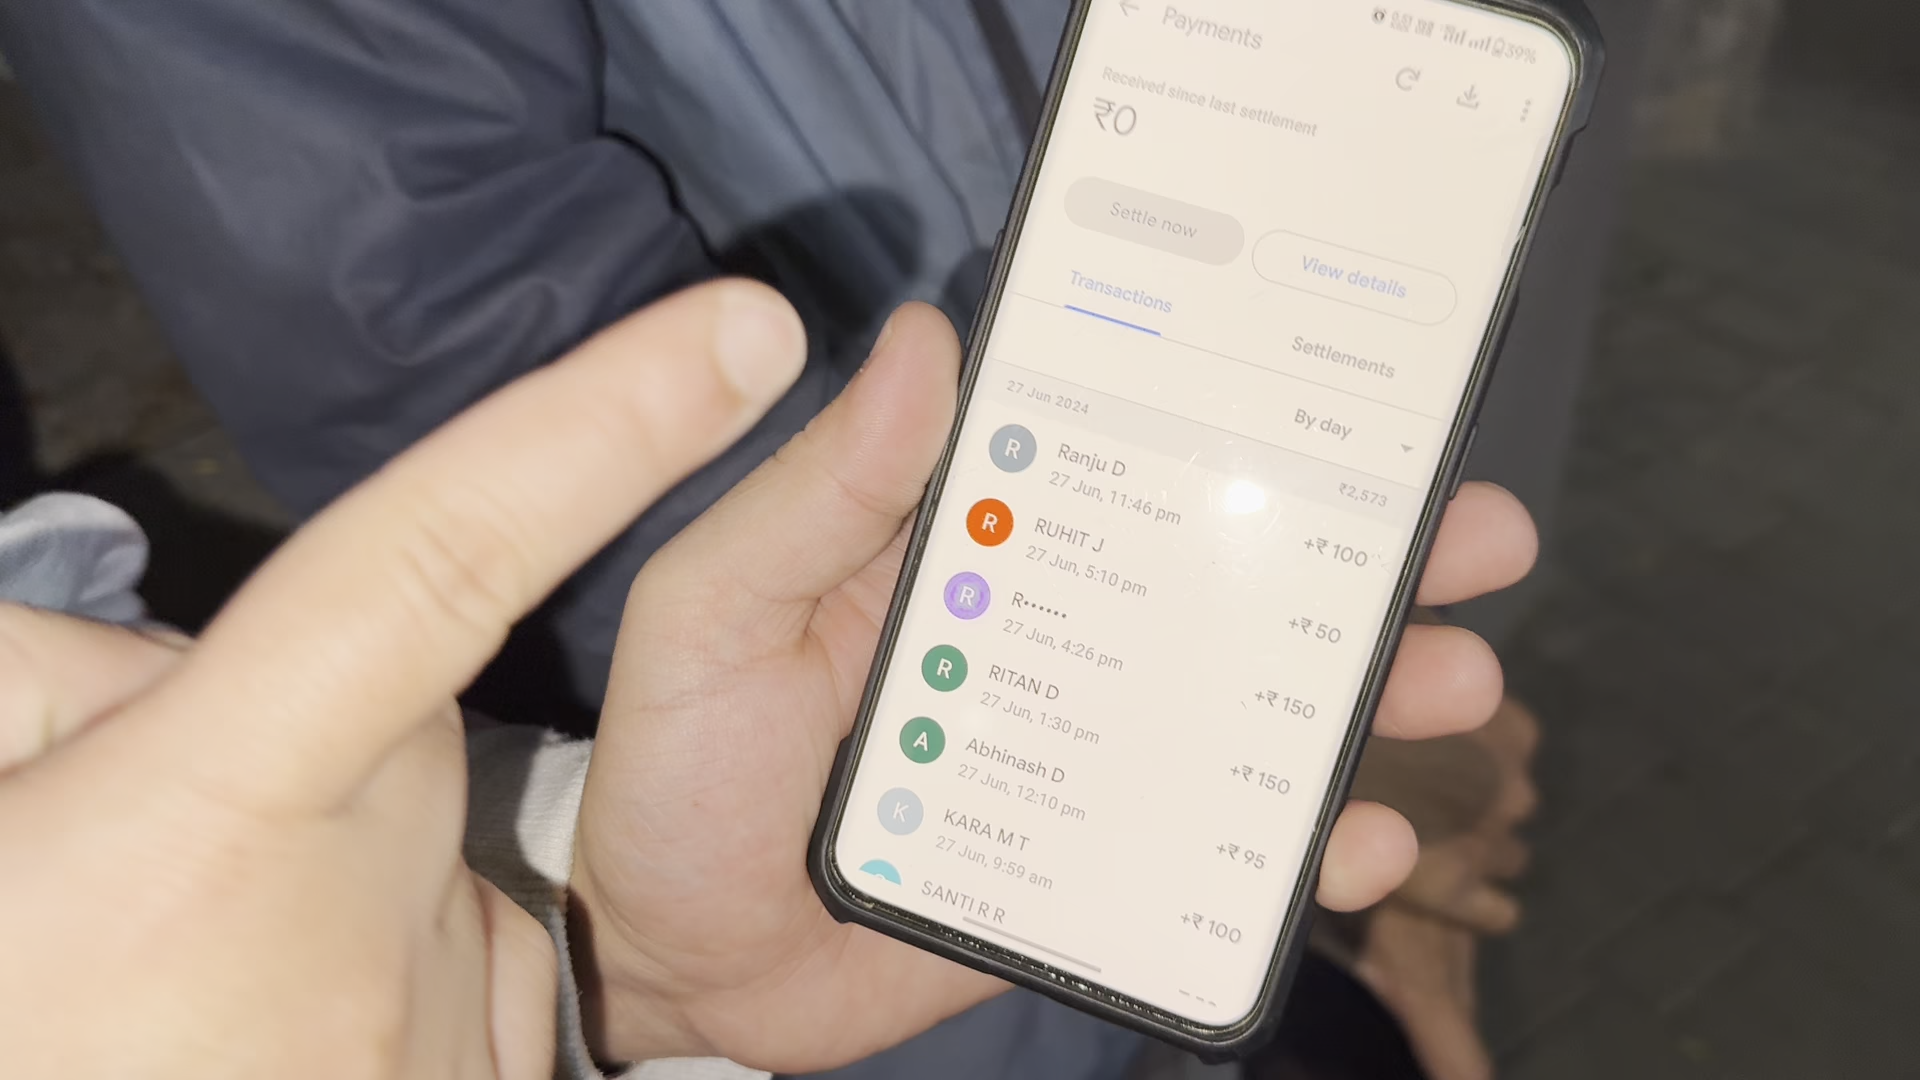 Payments
39%
Received since last settlement
₹0
Settle now
View details
Transactions
Settlements
By day
27 Jun 2024
₹2,573
R
Ranju D
27 Jun, 11:46 pm
+₹100
R
RUHIT J
27 Jun, 5:10 pm
+₹50
R
R••••••
27 Jun, 4:26 pm
+₹150
R
RITAN D
27 Jun, 1:30 pm
+₹150
A
Abhinash D
27 Jun, 12:10 pm
+₹95
K
KARA M T
27 Jun, 9:59 am
+₹100
SANTI R R